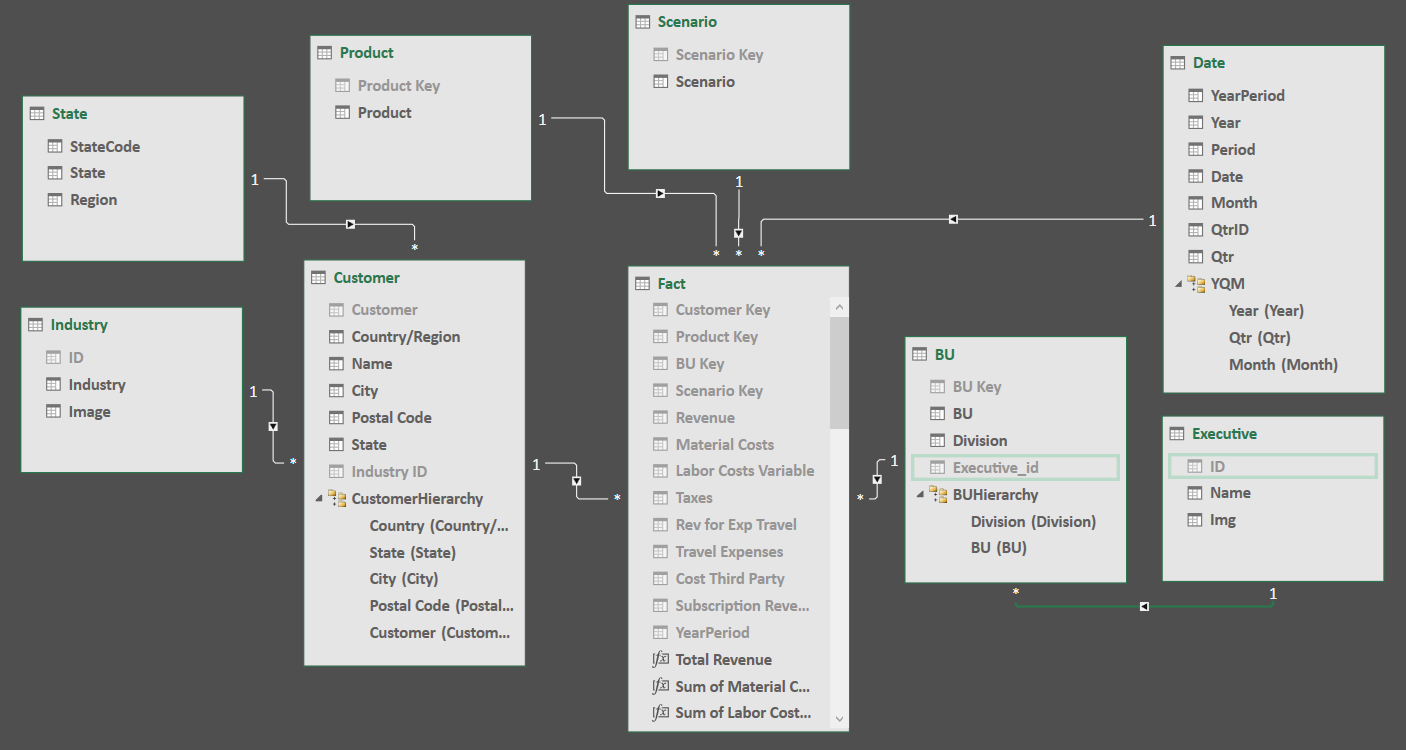 State
StateCode
State
Region
1
*
Product
Product Key
Product
1
*
Scenario
Scenario Key
Scenario
1
*
Date
YearPeriod
Year
Period
Date
Month
QtrID
Qtr
YQM
Year (Year)
Qtr (Qtr)
Month (Month)
1
*
Industry
ID
Industry
Image
1
*
Customer
Customer
Country/Region
Name
City
Postal Code
State
Industry ID
CustomerHierarchy
Country (Country/...
State (State)
City (City)
Postal Code (Postal...
Customer (Custom...
1
*
Fact
Customer Key
Product Key
BU Key
Scenario Key
Revenue
Material Costs
Labor Costs Variable
Taxes
Rev for Exp Travel
Travel Expenses
Cost Third Party
Subscription Reve...
YearPeriod
Total Revenue
Sum of Material C...
Sum of Labor Cost...
*
1
BU
BU Key
BU
Division
Executive_id
BUHierarchy
Division (Division)
BU (BU)
*
1
Executive
ID
Name
Img